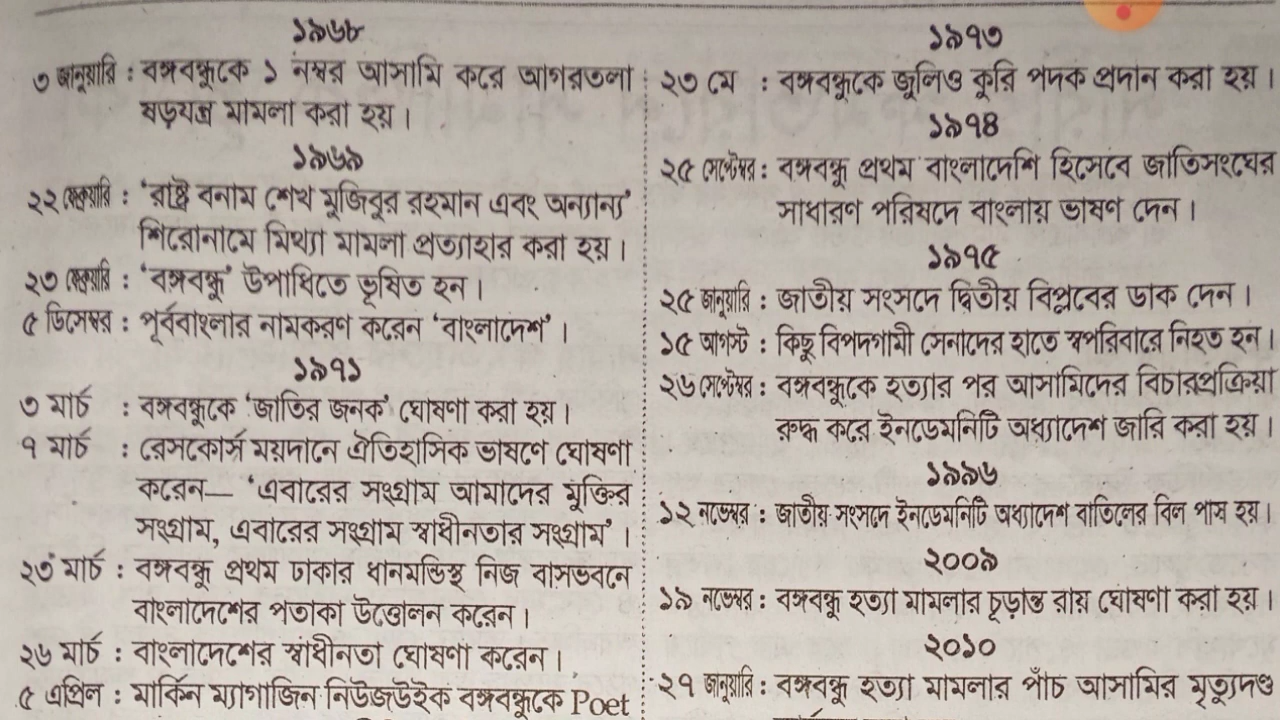 ১৯৬৮
৩ জানুয়ারি : বঙ্গবন্ধুকে ১ নম্বর আসামি করে আগরতলা
ষড়যন্ত্র মামলা করা হয়।
১৯৬৯
২২ ফেব্রুয়ারি : ‘রাষ্ট্র বনাম শেখ মুজিবুর রহমান এবং অন্যান্য’
শিরোনামে মিথ্যা মামলা প্রত্যাহার করা হয়।
২৩ ফেব্রুয়ারি : ‘বঙ্গবন্ধু’ উপাধিতে ভূষিত হন।
৫ ডিসেম্বর : পূর্ববাংলার নামকরণ করেন ‘বাংলাদেশ’।
১৯৭১
৩ মার্চ : বঙ্গবন্ধুকে ‘জাতির জনক’ ঘোষণা করা হয়।
৭ মার্চ : রেসকোর্স ময়দানে ঐতিহাসিক ভাষণে ঘোষণা
করেন— ‘এবারের সংগ্রাম আমাদের মুক্তির
সংগ্রাম, এবারের সংগ্রাম স্বাধীনতার সংগ্রাম’।
২৩ মার্চ : বঙ্গবন্ধু প্রথম ঢাকার ধানমন্ডিস্থ নিজ বাসভবনে
বাংলাদেশের পতাকা উত্তোলন করেন।
২৬ মার্চ : বাংলাদেশের স্বাধীনতা ঘোষণা করেন।
৫ এপ্রিল : মার্কিন ম্যাগাজিন নিউজউইক বঙ্গবন্ধুকে Poet
১৯৭৩
২৩ মে : বঙ্গবন্ধুকে জুলিও কুরি পদক প্রদান করা হয়।
১৯৭৪
২৫ সেপ্টেম্বর : বঙ্গবন্ধু প্রথম বাংলাদেশি হিসেবে জাতিসংঘের
সাধারণ পরিষদে বাংলায় ভাষণ দেন।
১৯৭৫
২৫ জানুয়ারি : জাতীয় সংসদে দ্বিতীয় বিপ্লবের ডাক দেন।
১৫ আগস্ট : কিছু বিপদগামী সেনাদের হাতে স্বপরিবারে নিহত হন।
২৬ সেপ্টেম্বর : বঙ্গবন্ধুকে হত্যার পর আসামিদের বিচারপ্রক্রিয়া
রুদ্ধ করে ইনডেমনিটি অধ্যাদেশ জারি করা হয়।
১৯৯৬
১২ নভেম্বর : জাতীয় সংসদে ইনডেমনিটি অধ্যাদেশ বাতিলের বিল পাস হয়।
২০০৯
১৯ নভেম্বর : বঙ্গবন্ধু হত্যা মামলার চূড়ান্ত রায় ঘোষণা করা হয়।
২০১০
২৭ জানুয়ারি : বঙ্গবন্ধু হত্যা মামলার পাঁচ আসামির মৃত্যুদণ্ড